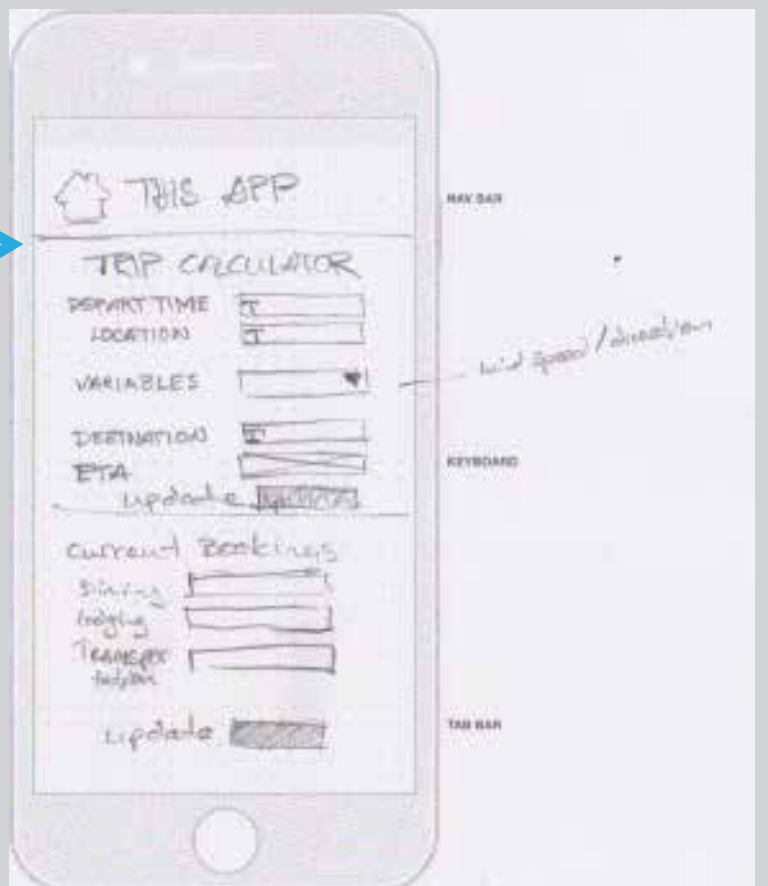 THIS APP
NAV BAR
TRIP CALCULATOR
DEPART TIME T
LOCATION T
VARIABLES
wind speed / direction
DESTINATION T
ETA
KEYBOARD
update
Current Bookings
Dining
lodging
TRANSPORT
update
TAB BAR